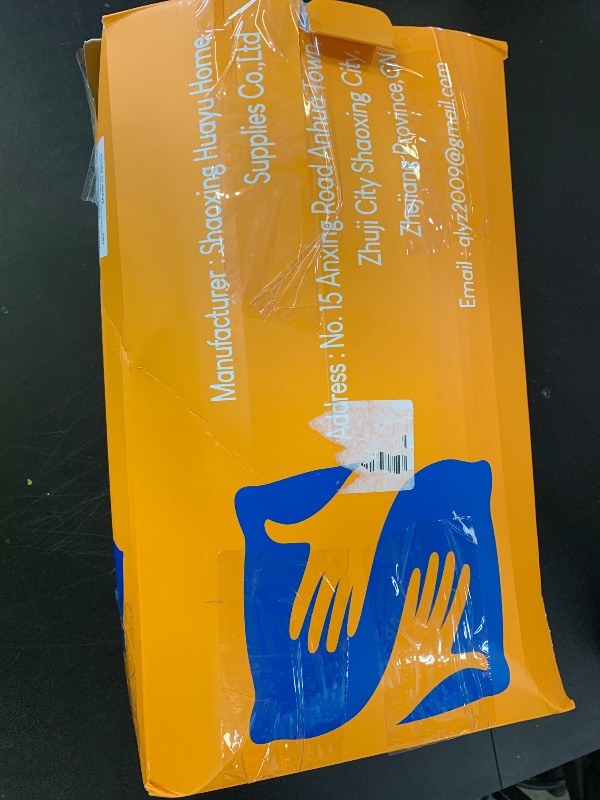 Manufacturer : Shaoxing Huayu Home
Supplies Co.,Ltd
Address : No. 15 Anxing Road Anhua Town,
Zhuji City Shaoxing City,
Zhejiang Province,CN
Email : qlyz2009@gmail.com